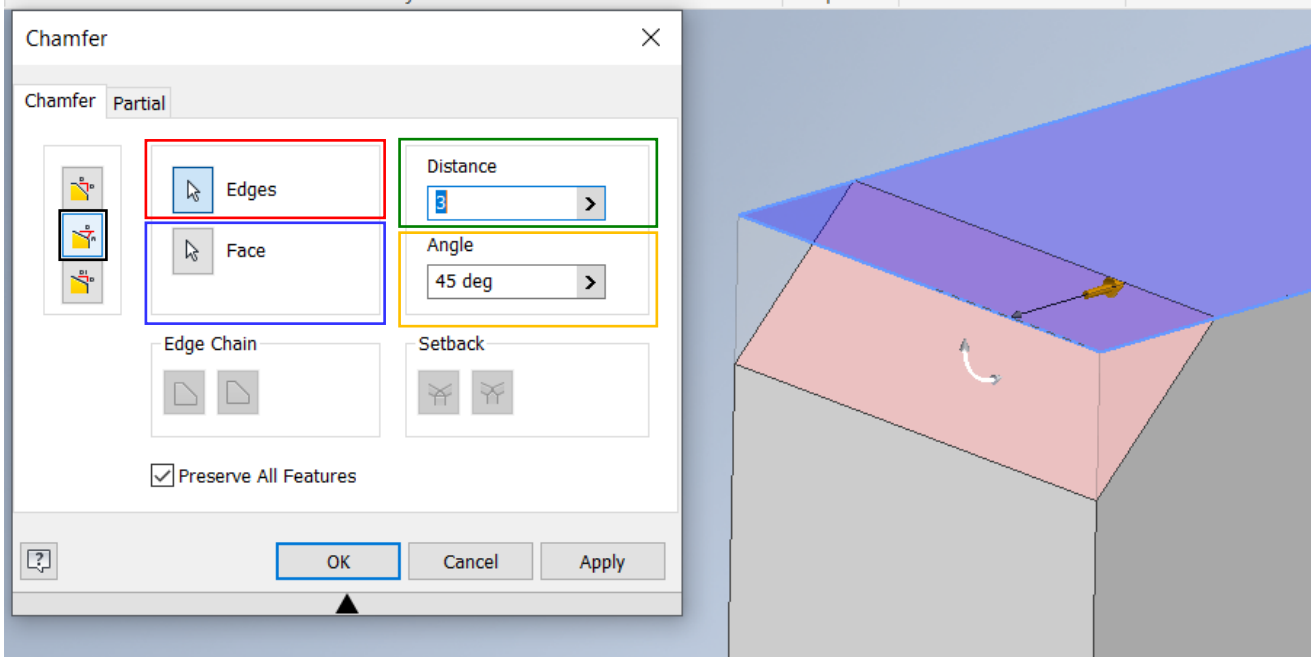 Chamfer
Chamfer Partial
Edges
Distance
3
Face
Angle
45 deg
Edge Chain
Setback
Preserve All Features
OK
Cancel
Apply